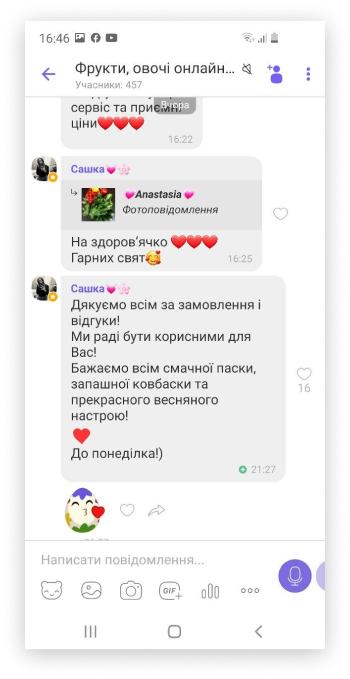 16:46
Фрукти, овочі онлайн...
Учасники: 457
Вчора
сервіс та приємні
ціни❤️❤️❤️
16:22
Сашка💓🌸
💓Anastasia💓
Фотоповідомлення
На здоров'ячко ❤️❤️❤️
Гарних свят🥰
16:25
Сашка💓🌸
Дякуємо всім за замовлення і
відгуки!
Ми раді бути корисними для
Вас!
Бажаємо всім смачної паски,
запашної ковбаски та
прекрасного весняного
настрою!
❤️
До понеділка!)
16
21:27
Написати повідомлення...
GIF